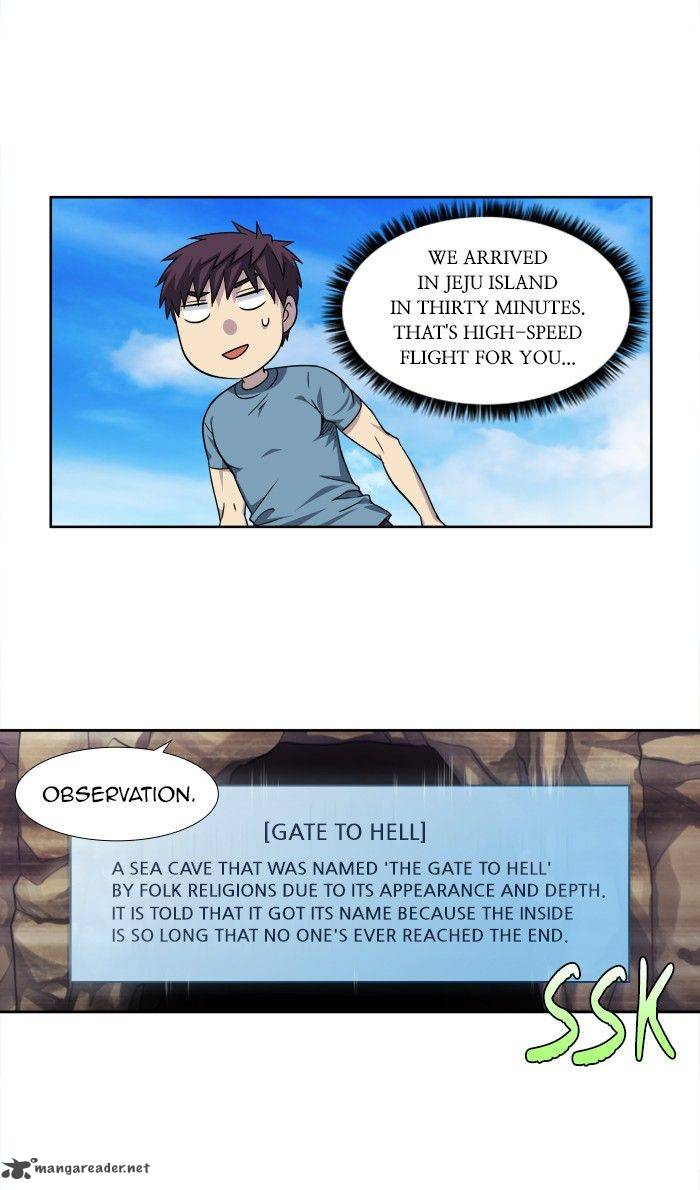 WE ARRIVED
IN JEJU ISLAND
IN THIRTY MINUTES.
THAT'S HIGH-SPEED
FLIGHT FOR YOU...
OBSERVATION.
[GATE TO HELL]
A SEA CAVE THAT WAS NAMED 'THE GATE TO HELL'
BY FOLK RELIGIONS DUE TO ITS APPEARANCE AND DEPTH.
IT IS TOLD THAT IT GOT ITS NAME BECAUSE THE INSIDE
IS SO LONG THAT NO ONE'S EVER REACHED THE END.
SSK
mangareader.net